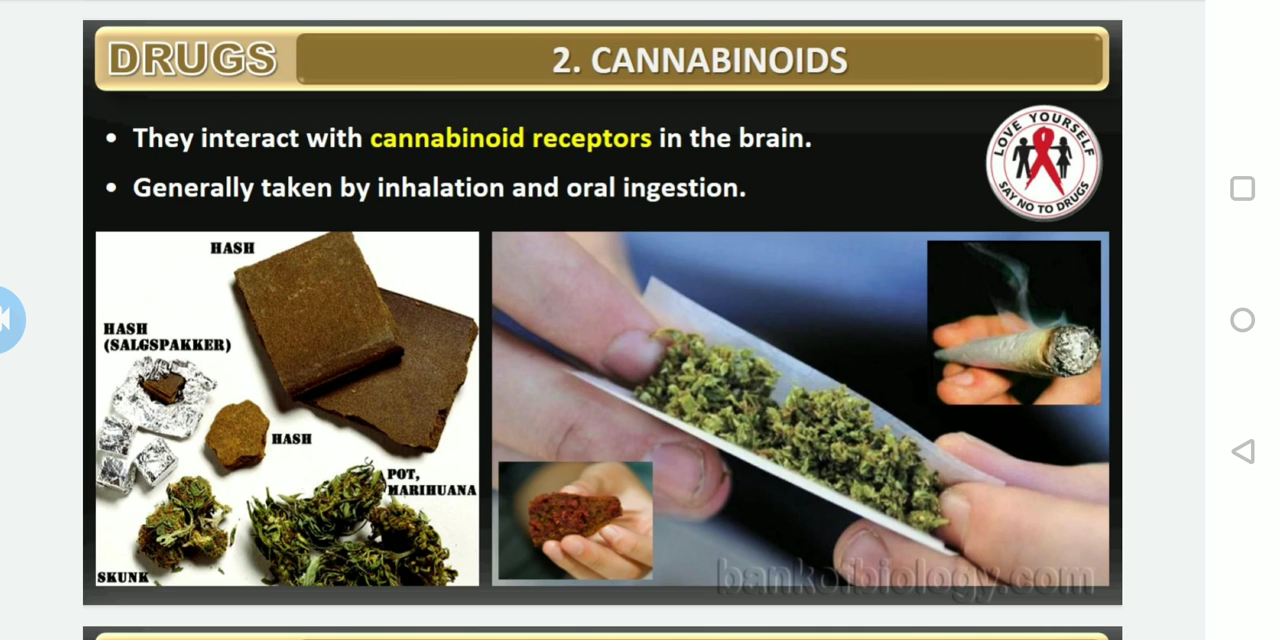 DRUGS
2. CANNABINOIDS
• They interact with cannabinoid receptors in the brain.
• Generally taken by inhalation and oral ingestion.
LOVE YOURSELF
SAY NO TO DRUGS
HASH
HASH
(SALGSPAKKER)
HASH
POT,
MARIHUANA
SKUNK
bankofbiology.com